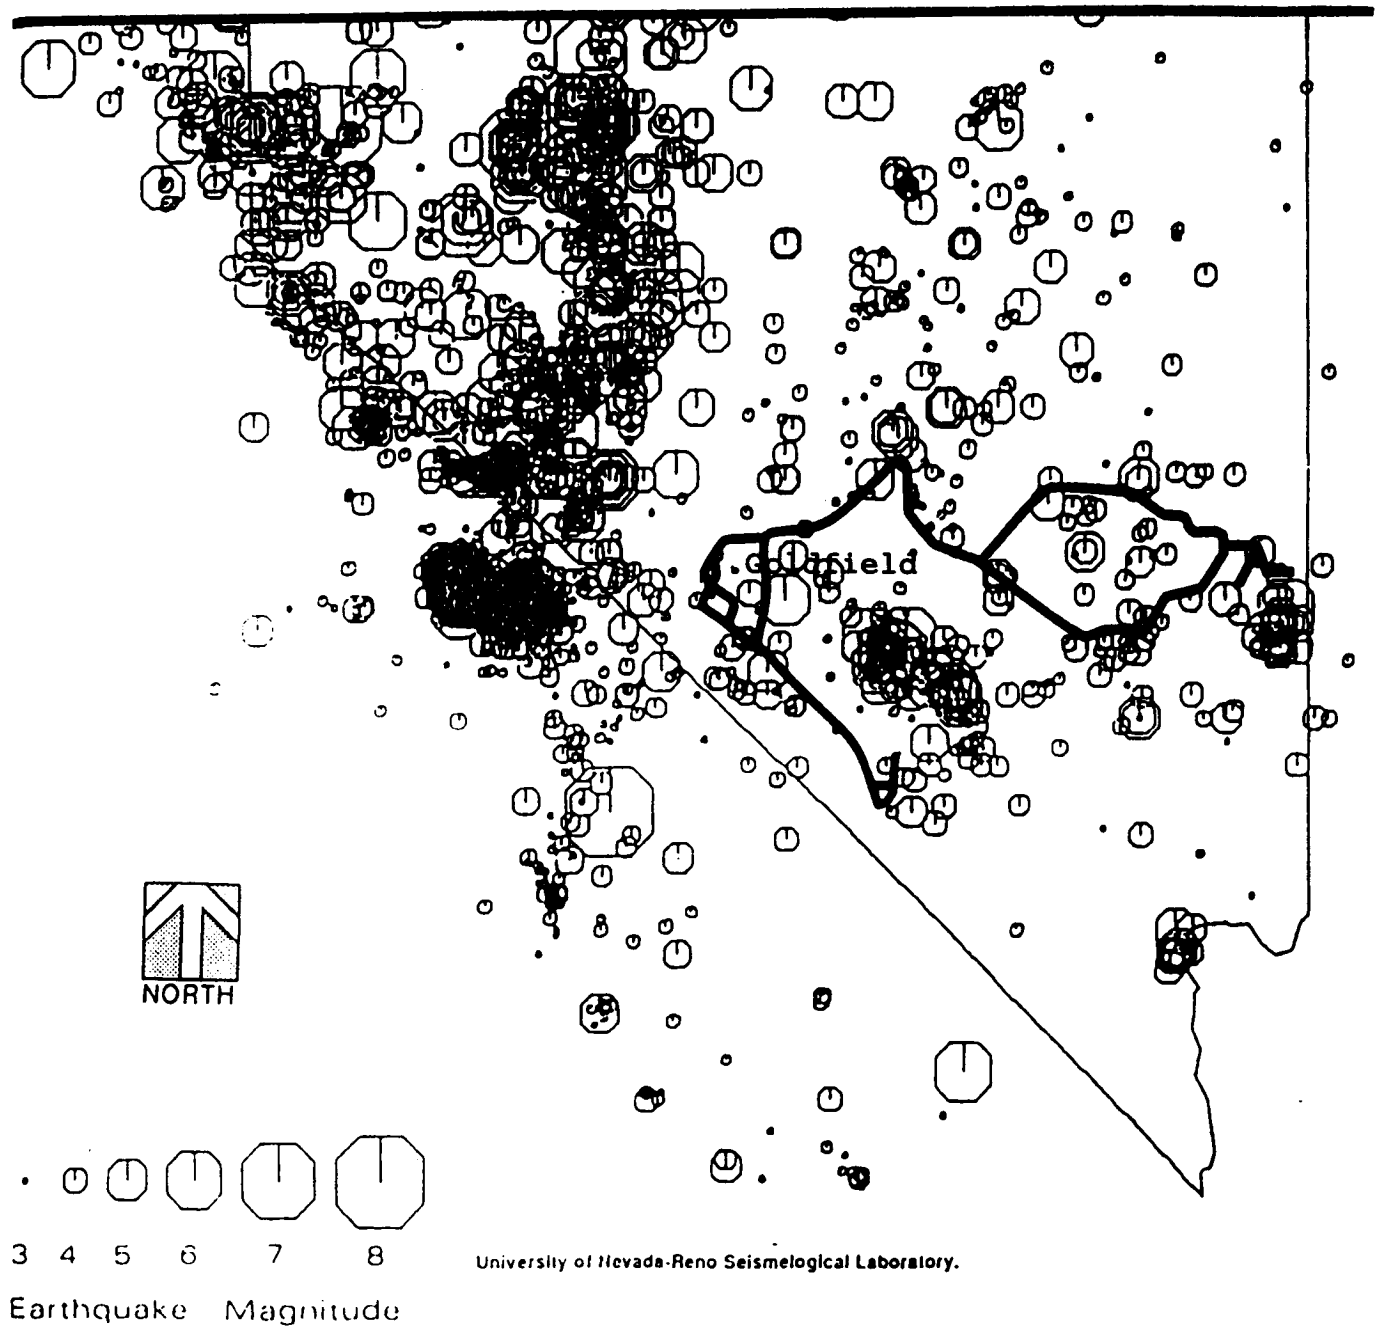 Goldfield
NORTH
3 4 5 6 7 8
University of Nevada-Reno Seismological Laboratory.
Earthquake Magnitude